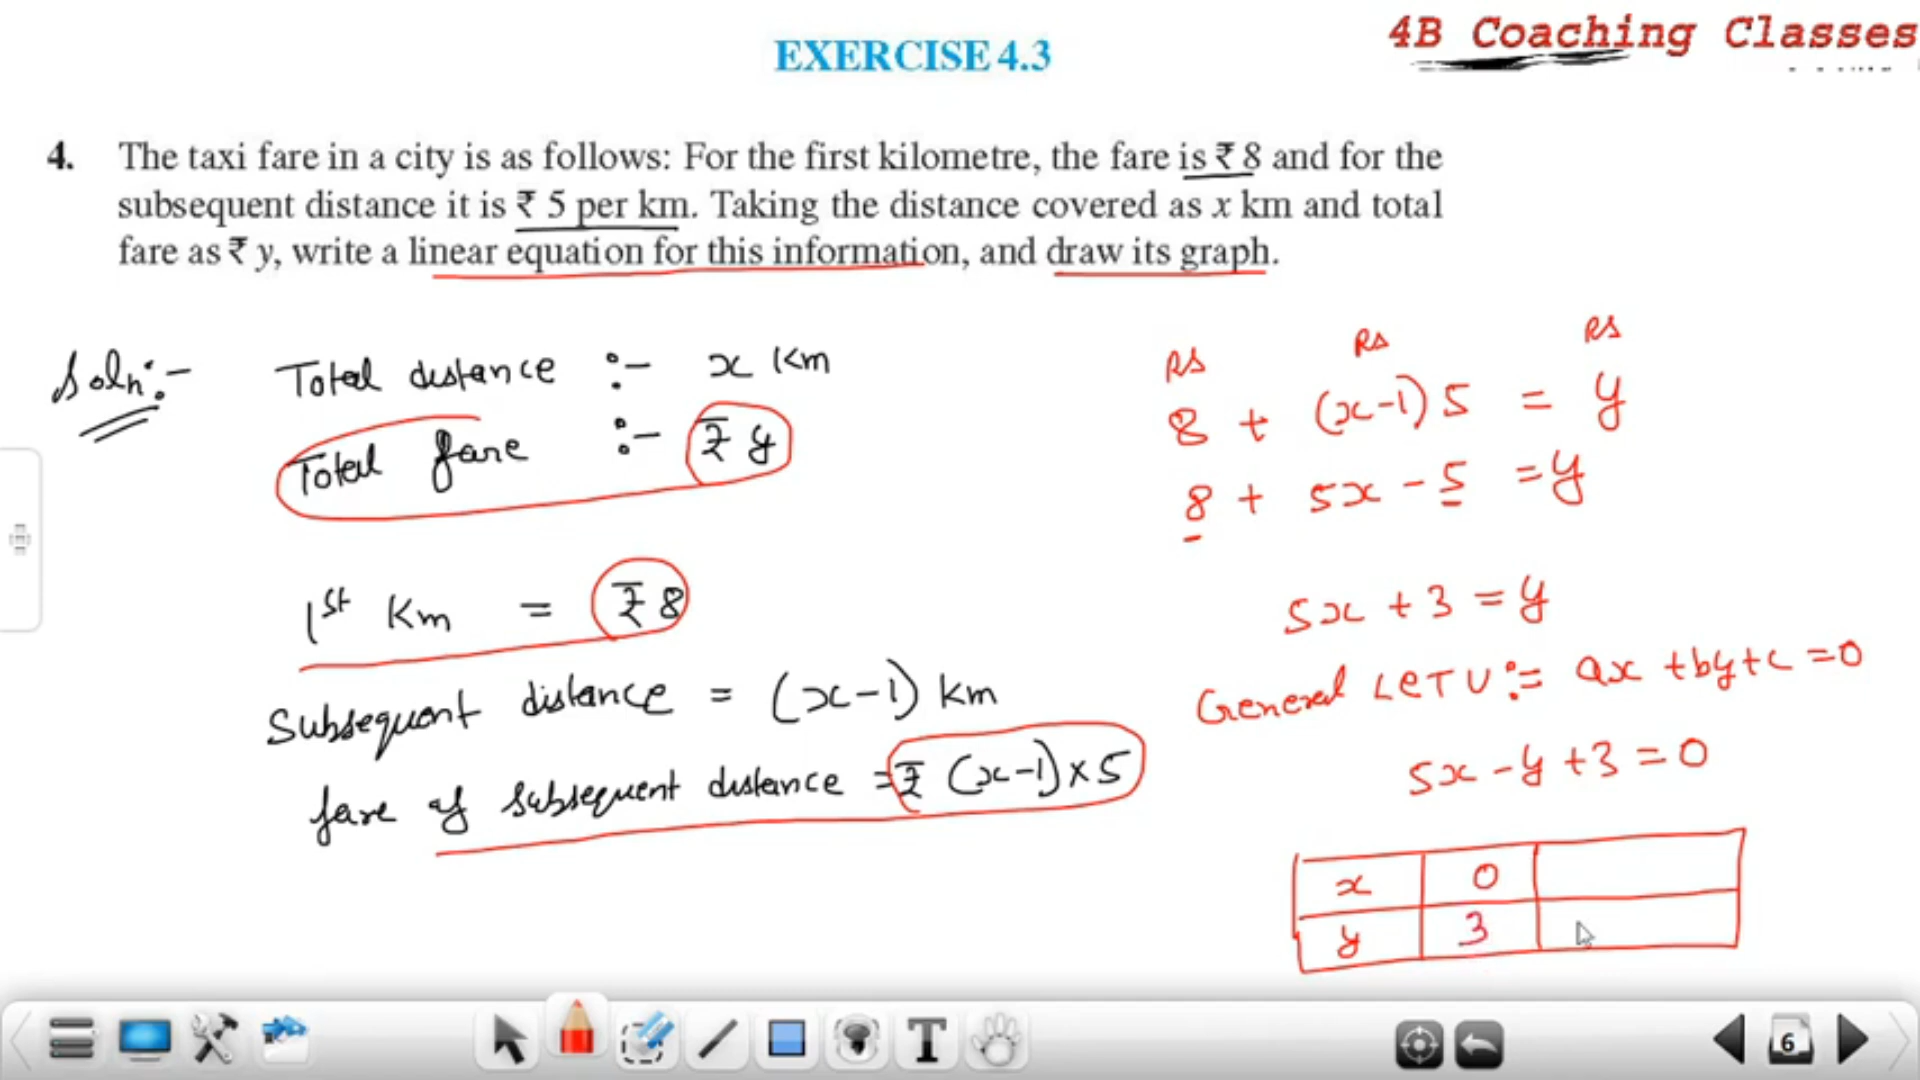 4B Coaching Classes
EXERCISE 4.3
4. The taxi fare in a city is as follows: For the first kilometre, the fare is ₹ 8 and for the
subsequent distance it is ₹ 5 per km. Taking the distance covered as x km and total
fare as ₹ y, write a linear equation for this information, and draw its graph.
Soln:-
Total distance :- x Km
Total fare :- ₹ y
1st Km = ₹ 8
Subsequent distance = (x-1) km
fare of subsequent distance = ₹ (x-1) x 5
RS RS RS
8 + (x-1) 5 = y
8 + 5x - 5 = y
5x + 3 = y
General LETV := ax + by + c = 0
5x - y + 3 = 0
x 0
y 3
T
6